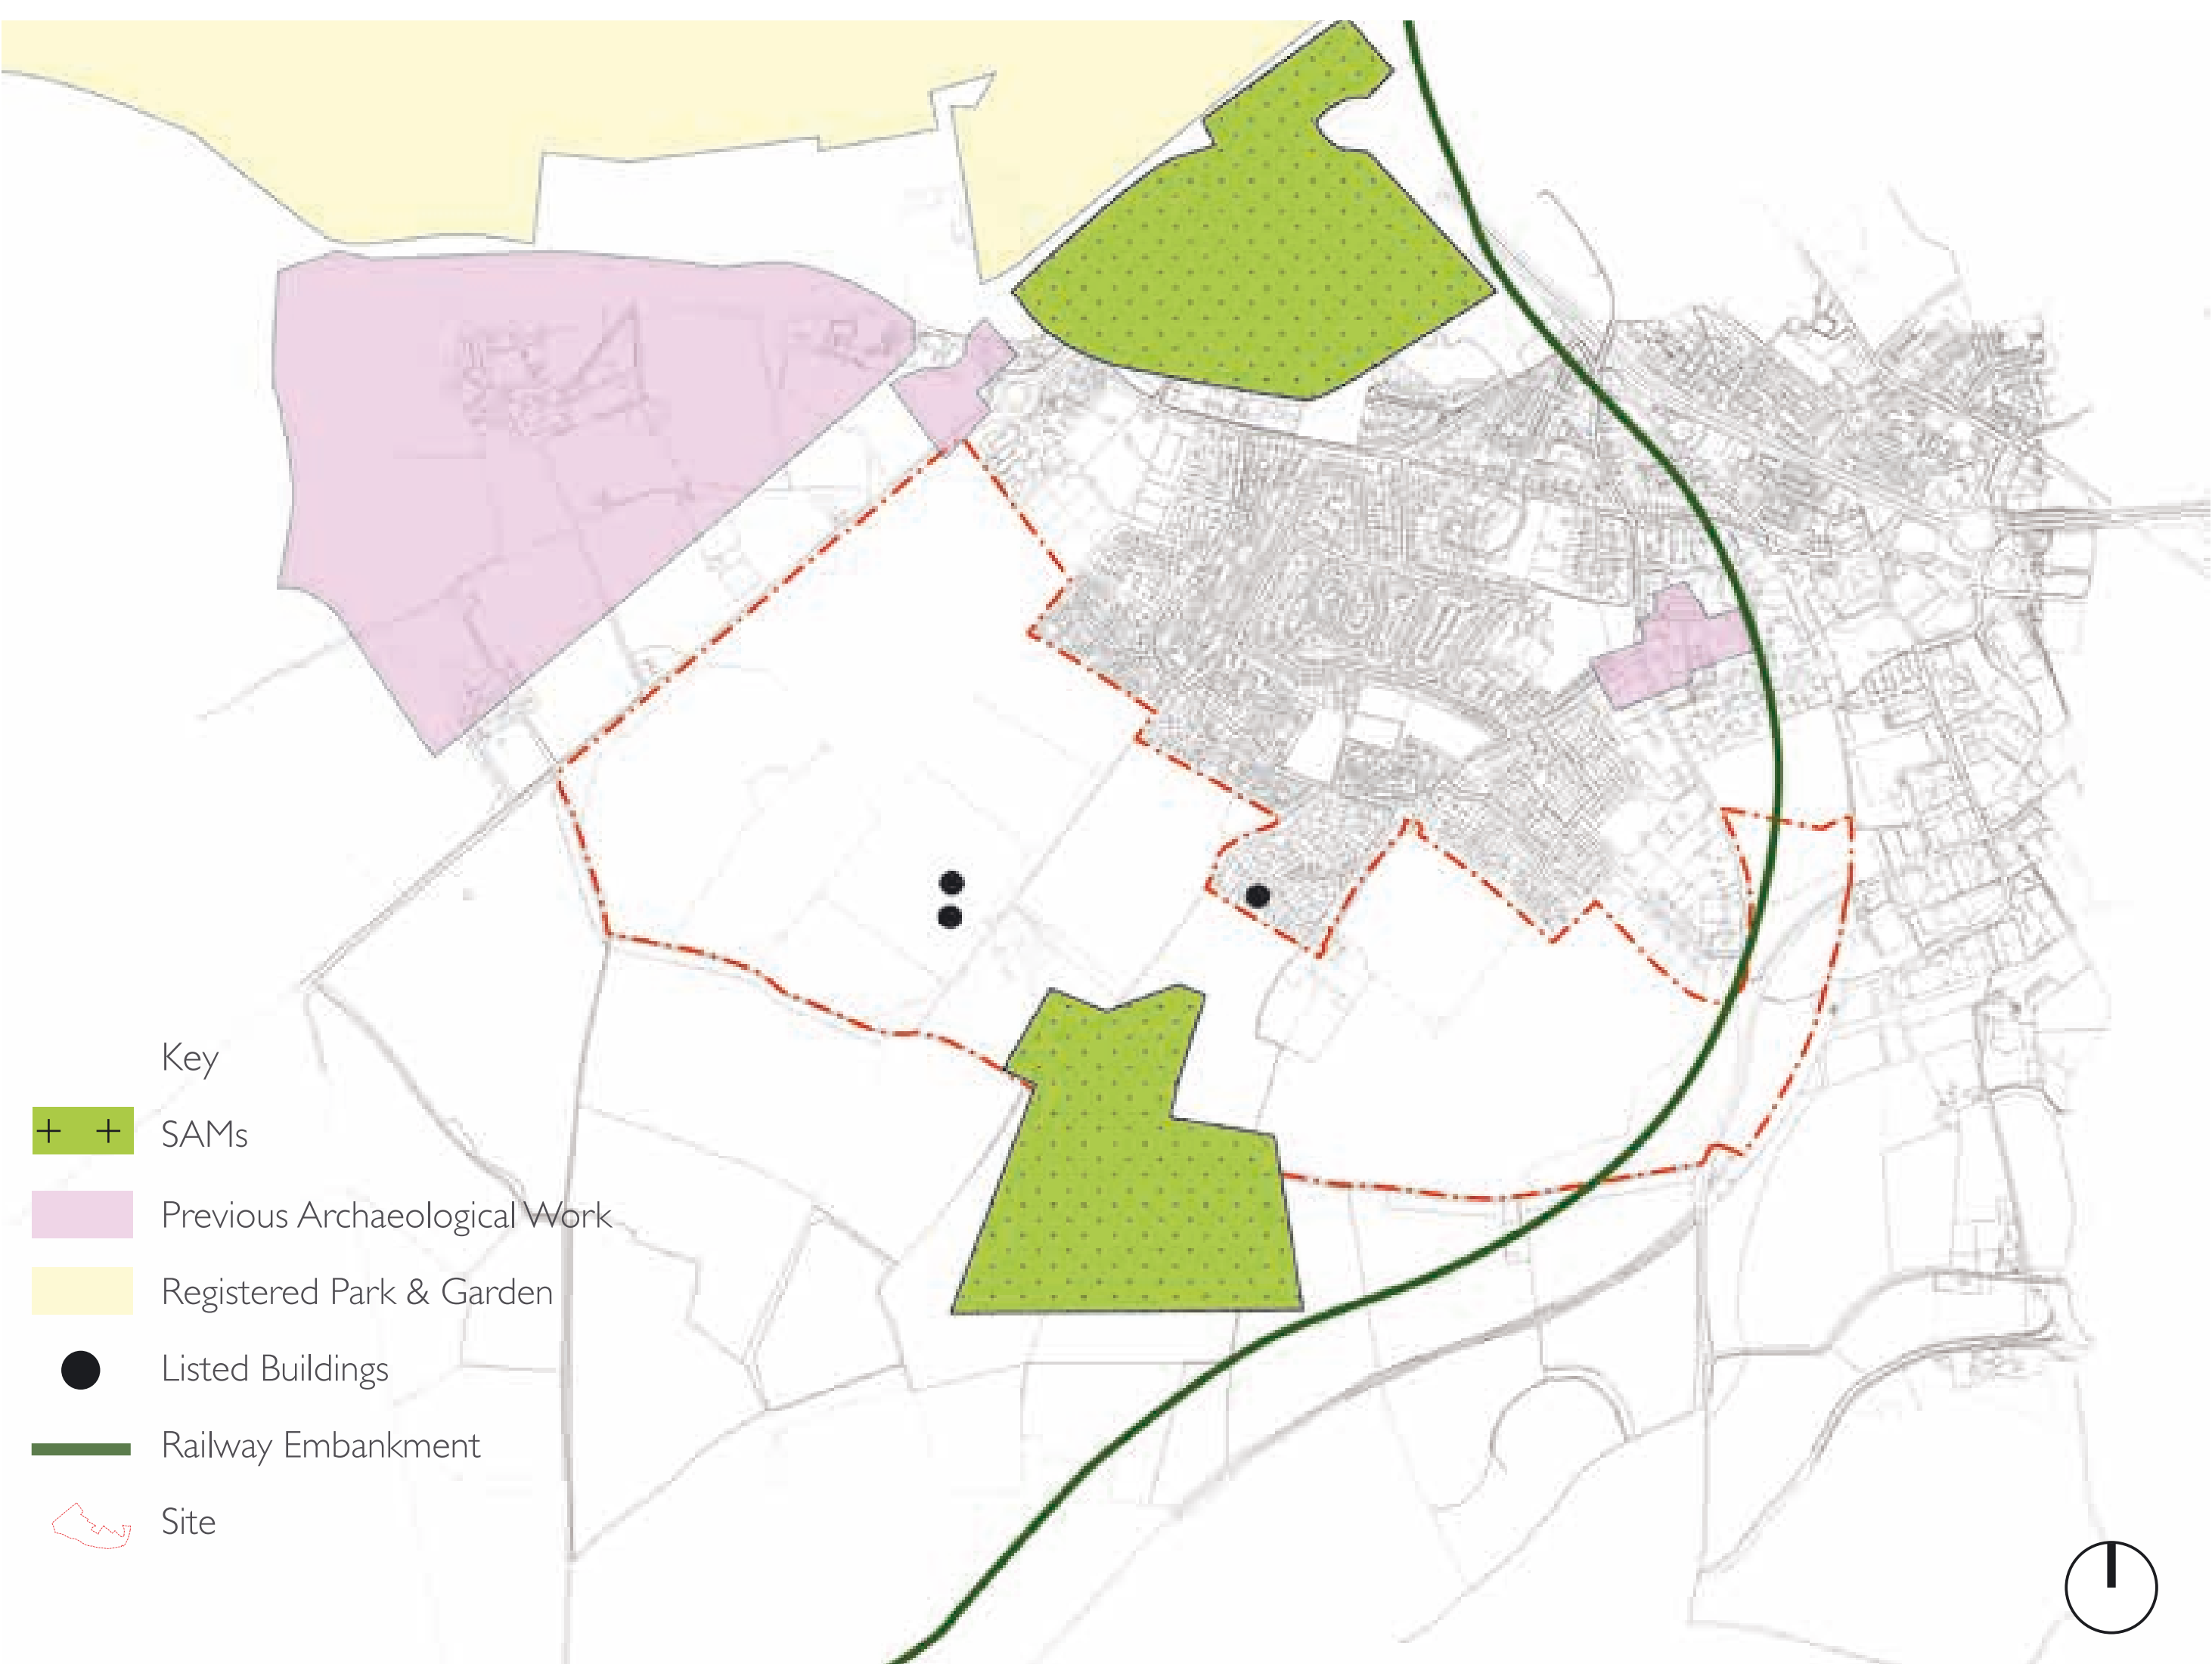 Key
SAMs
Previous Archaeological Work
Registered Park & Garden
Listed Buildings
Railway Embankment
Site